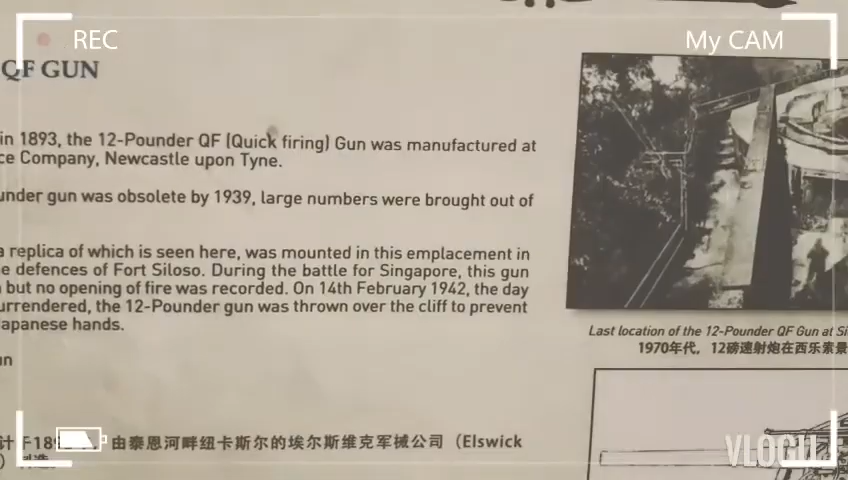 REC
My CAM
QF GUN
in 1893, the 12-Pounder QF (Quick firing) Gun was manufactured at
ce Company, Newcastle upon Tyne.
under gun was obsolete by 1939, large numbers were brought out of
a replica of which is seen here, was mounted in this emplacement in
e defences of Fort Siloso. During the battle for Singapore, this gun
but no opening of fire was recorded. On 14th February 1942, the day
urrendered, the 12-Pounder gun was thrown over the cliff to prevent
apanese hands.
un
Last location of the 12-Pounder QF Gun at Si
1970年代，12磅速射炮在西乐索景
由泰恩河畔纽卡斯尔的埃尔斯维克军械公司（Elswick
VLOGU